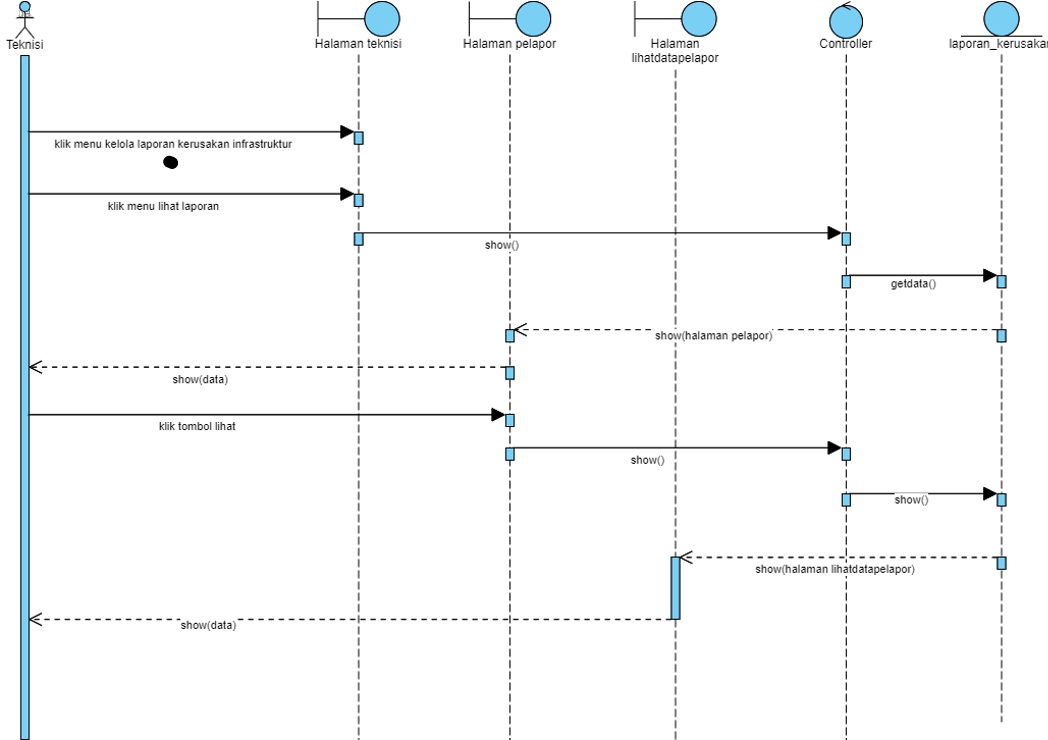 Teknisi
Halaman teknisi
Halaman pelapor
Halaman
lihatdatapelapor
Controller
laporan_kerusakan
klik menu kelola laporan kerusakan infrastruktur
klik menu lihat laporan
show()
getdata()
show(halaman pelapor)
show(data)
klik tombol lihat
show()
show()
show(halaman lihatdatapelapor)
show(data)